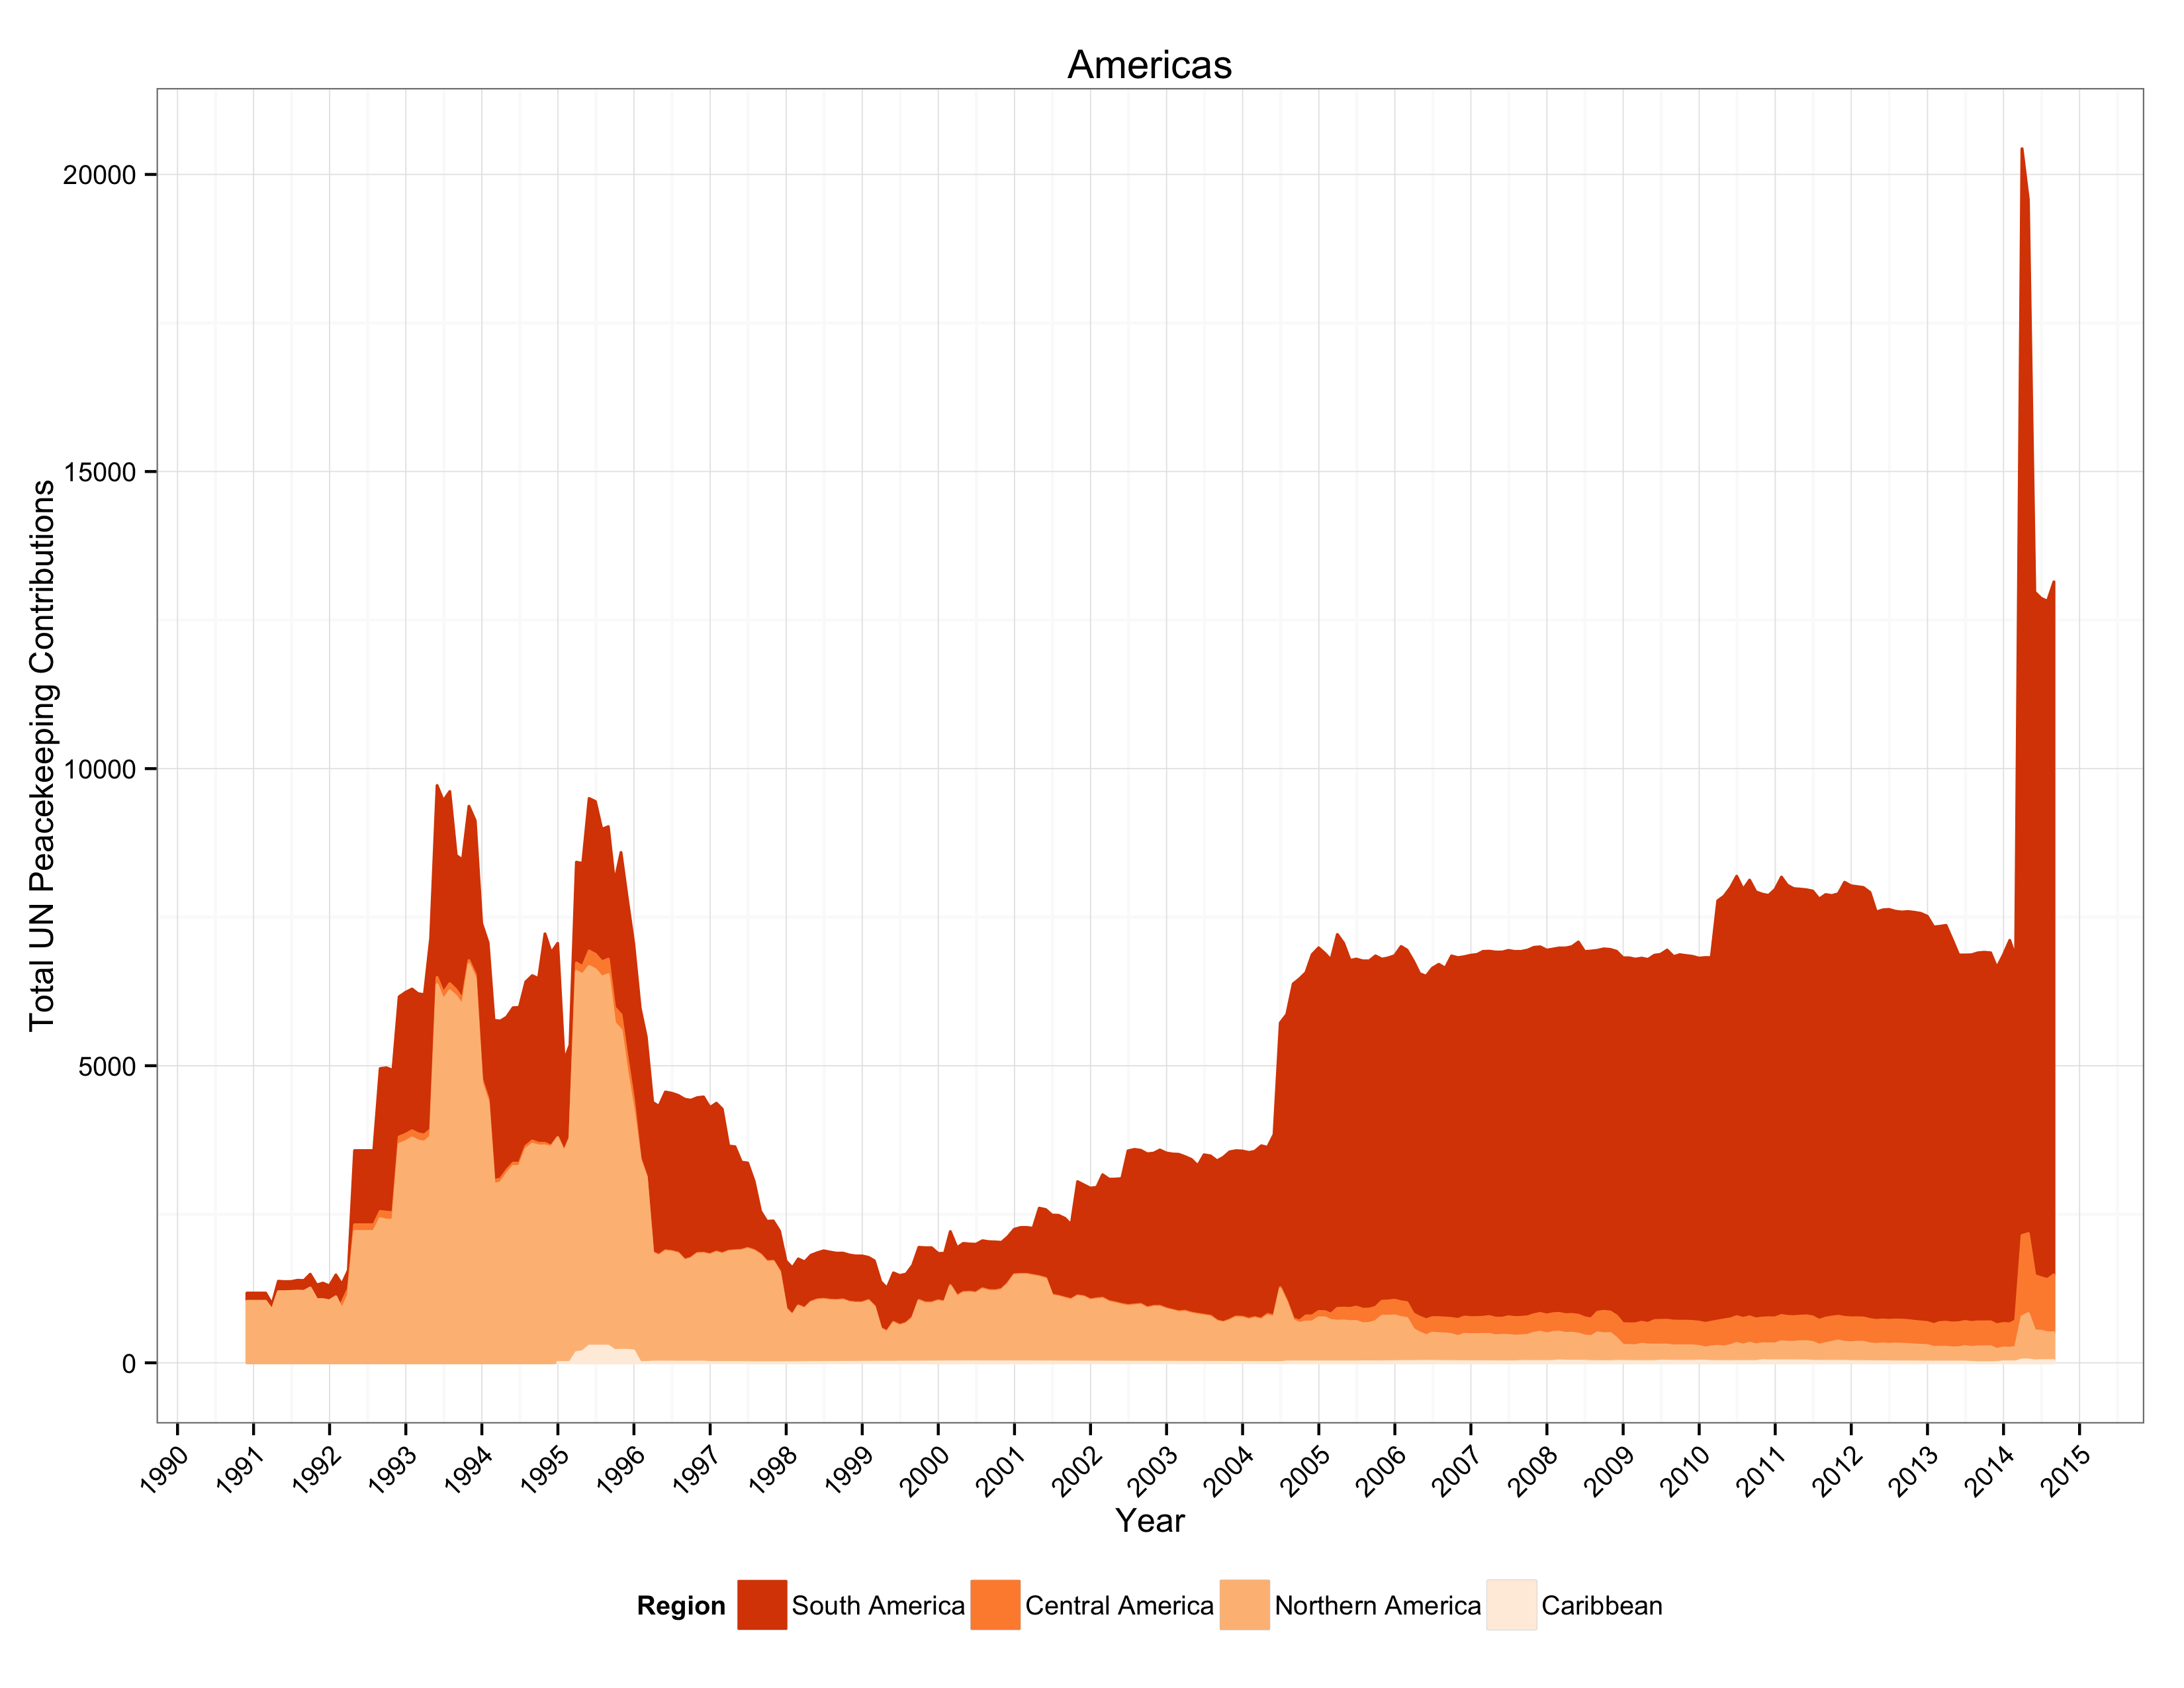 Americas
Total UN Peacekeeping Contributions
20000
15000
10000
5000
0
1990 1991 1992 1993 1994 1995 1996 1997 1998 1999 2000 2001 2002 2003 2004 2005 2006 2007 2008 2009 2010 2011 2012 2013 2014 2015
Year
Region South America Central America Northern America Caribbean